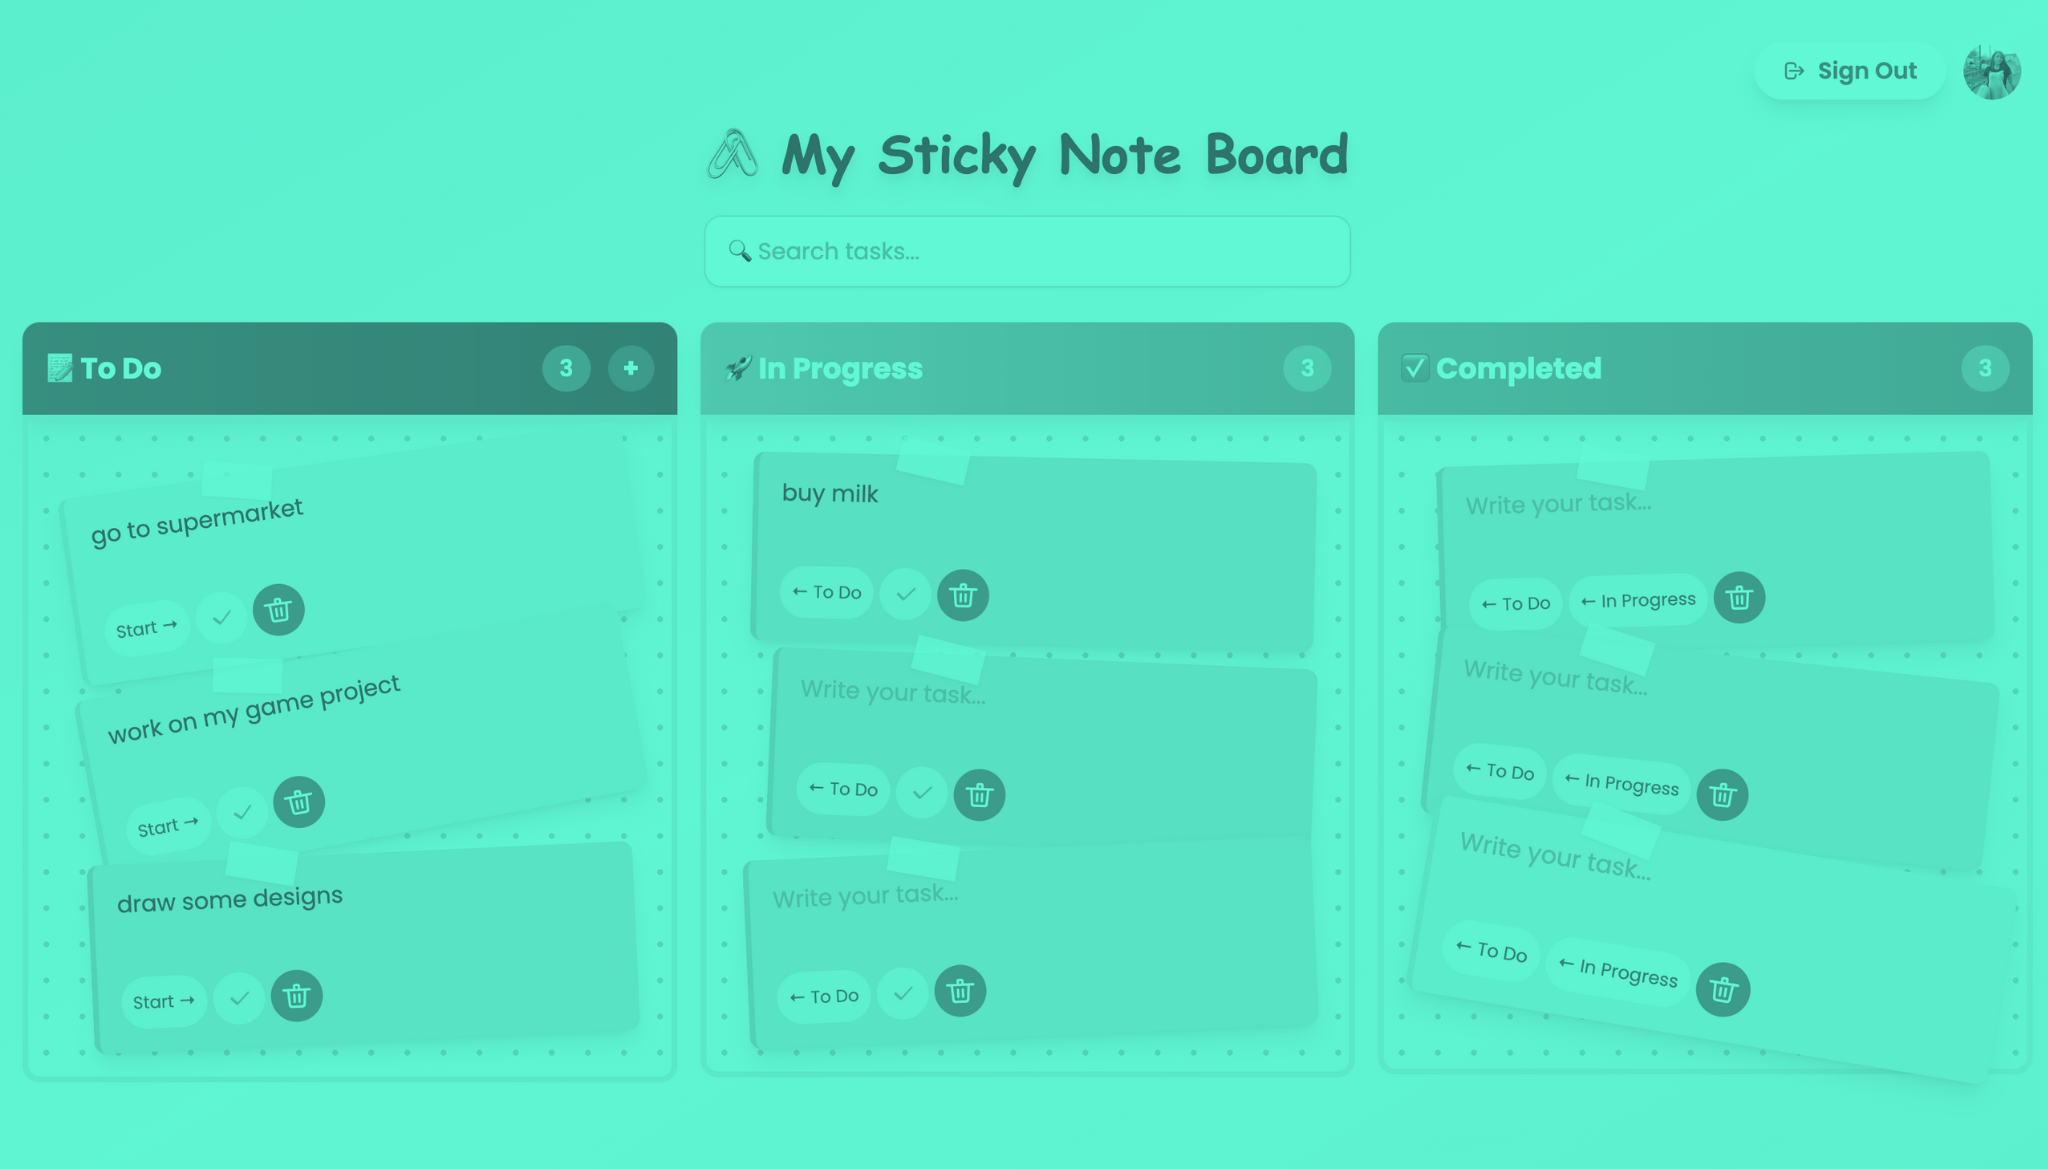 Sign Out
My Sticky Note Board
Search tasks...
To Do
3
+
go to supermarket
Start →
work on my game project
Start →
draw some designs
Start →
In Progress
3
buy milk
← To Do
Write your task...
← To Do
Write your task...
← To Do
Completed
3
Write your task...
← To Do
← In Progress
Write your task...
← To Do
← In Progress
Write your task...
← To Do
← In Progress